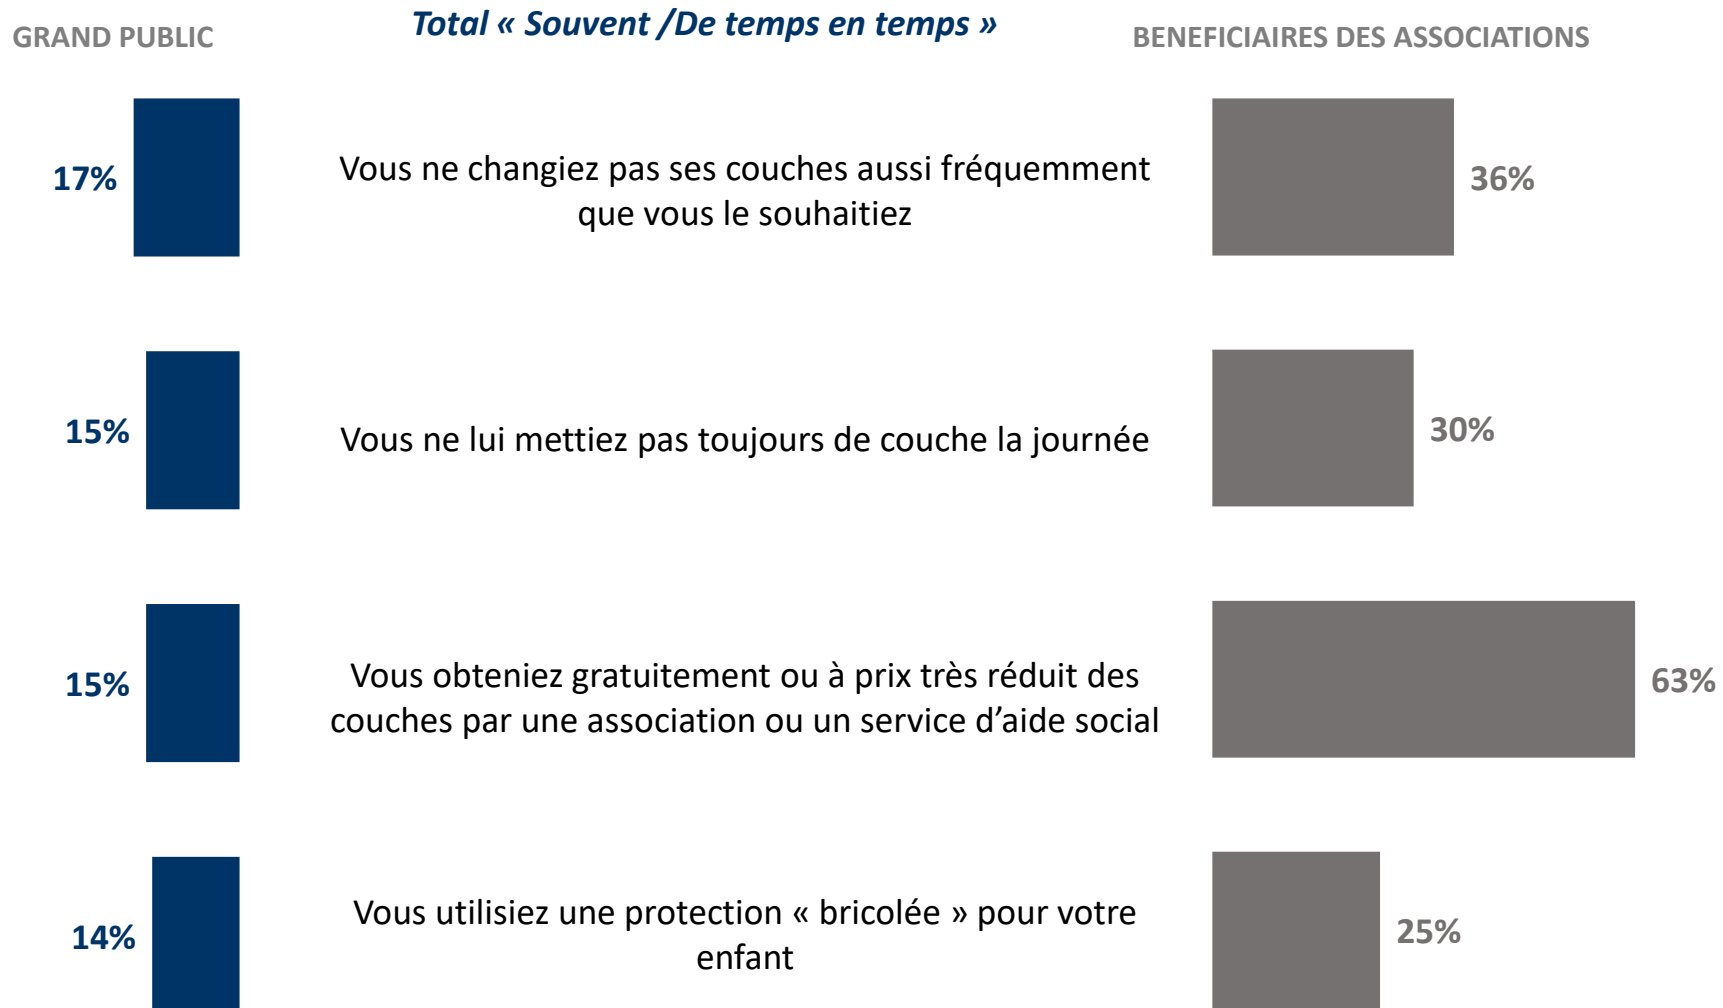 Total « Souvent /De temps en temps »
GRAND PUBLIC
BENEFICIAIRES DES ASSOCIATIONS
17%
Vous ne changiez pas ses couches aussi fréquemment
que vous le souhaitiez
36%
15%
Vous ne lui mettiez pas toujours de couche la journée
30%
15%
Vous obteniez gratuitement ou à prix très réduit des
couches par une association ou un service d’aide social
63%
14%
Vous utilisiez une protection « bricolée » pour votre
enfant
25%